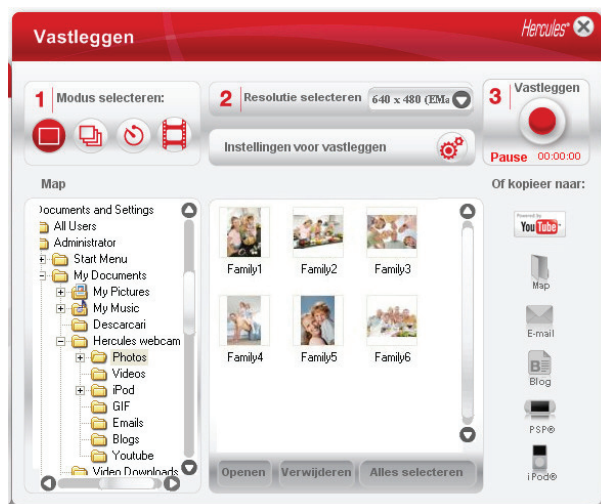 Vastleggen
Hercules®
1 Modus selecteren:
2 Resolutie selecteren 640 x 480 (EMa
Instellingen voor vastleggen
3 Vastleggen
Pause 00:00:00
Map
Documents and Settings
All Users
Administrator
Start Menu
My Documents
My Pictures
My Music
Descarcari
Hercules webcam
Photos
Videos
iPod
GIF
Emails
Blogs
Youtube
Video Downloads
Family1 Family2 Family3
Family4 Family5 Family6
Openen Verwijderen Alles selecteren
Of kopieer naar:
Powered by
YouTube
Map
E-mail
B
Blog
PSP®
iPod®